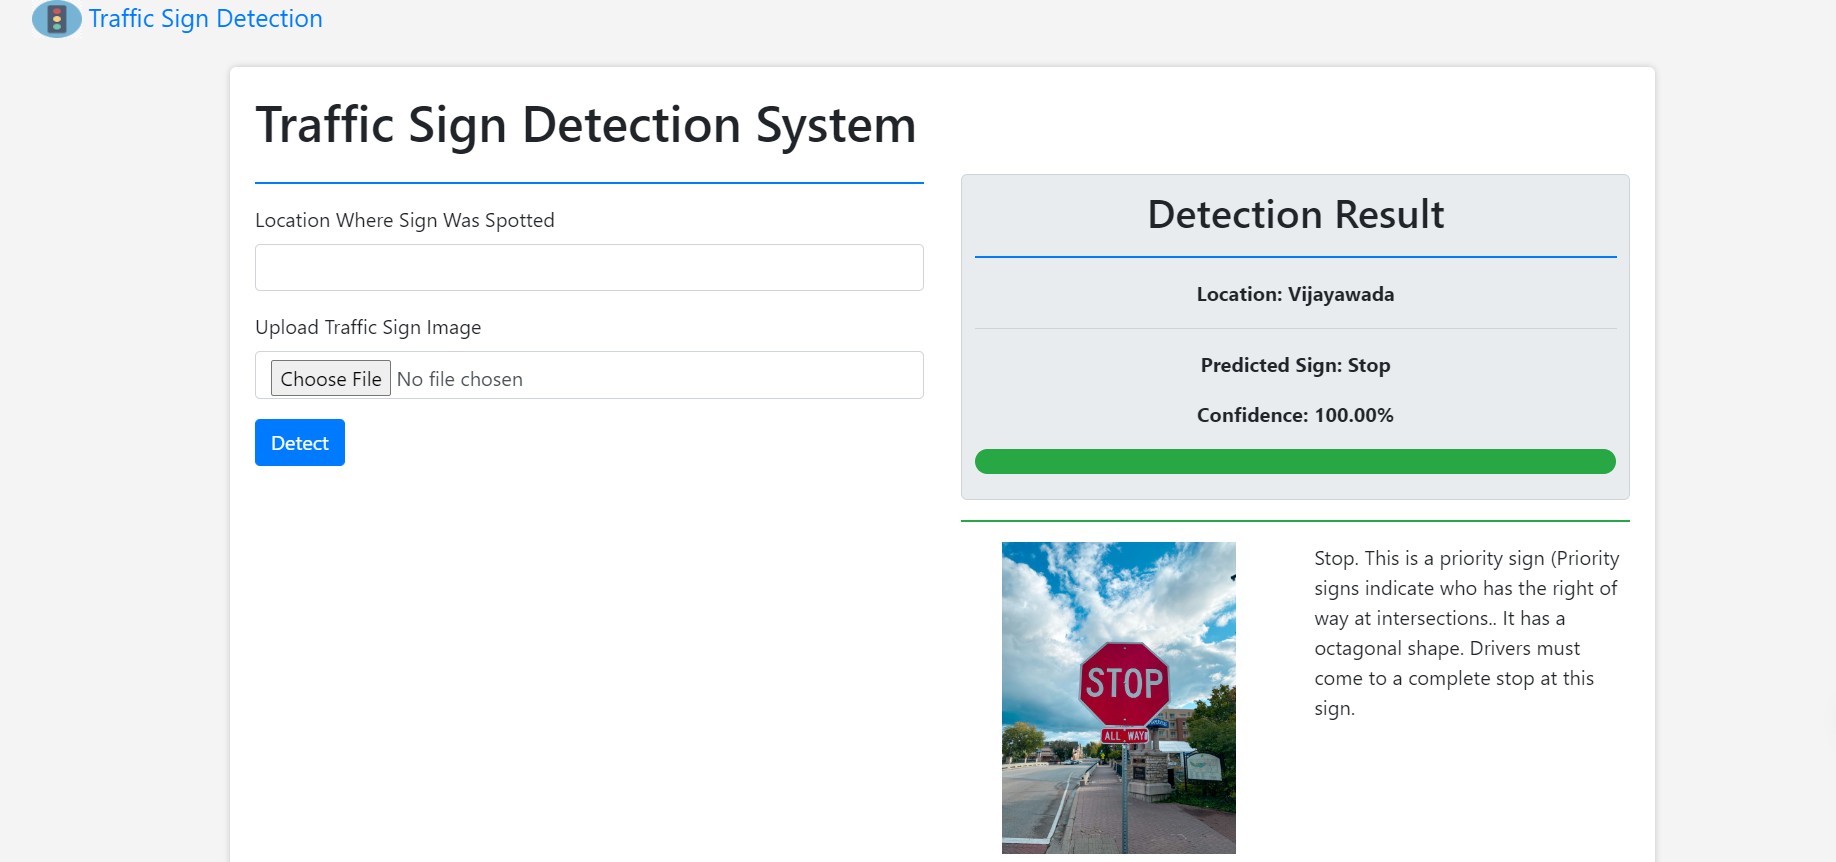 Traffic Sign Detection
Traffic Sign Detection System
Location Where Sign Was Spotted
Upload Traffic Sign Image
Choose File No file chosen
Detect
Detection Result
Location: Vijayawada
Predicted Sign: Stop
Confidence: 100.00%
STOP
ALL WAY
Stop. This is a priority sign (Priority
signs indicate who has the right of
way at intersections.. It has a
octagonal shape. Drivers must
come to a complete stop at this
sign.